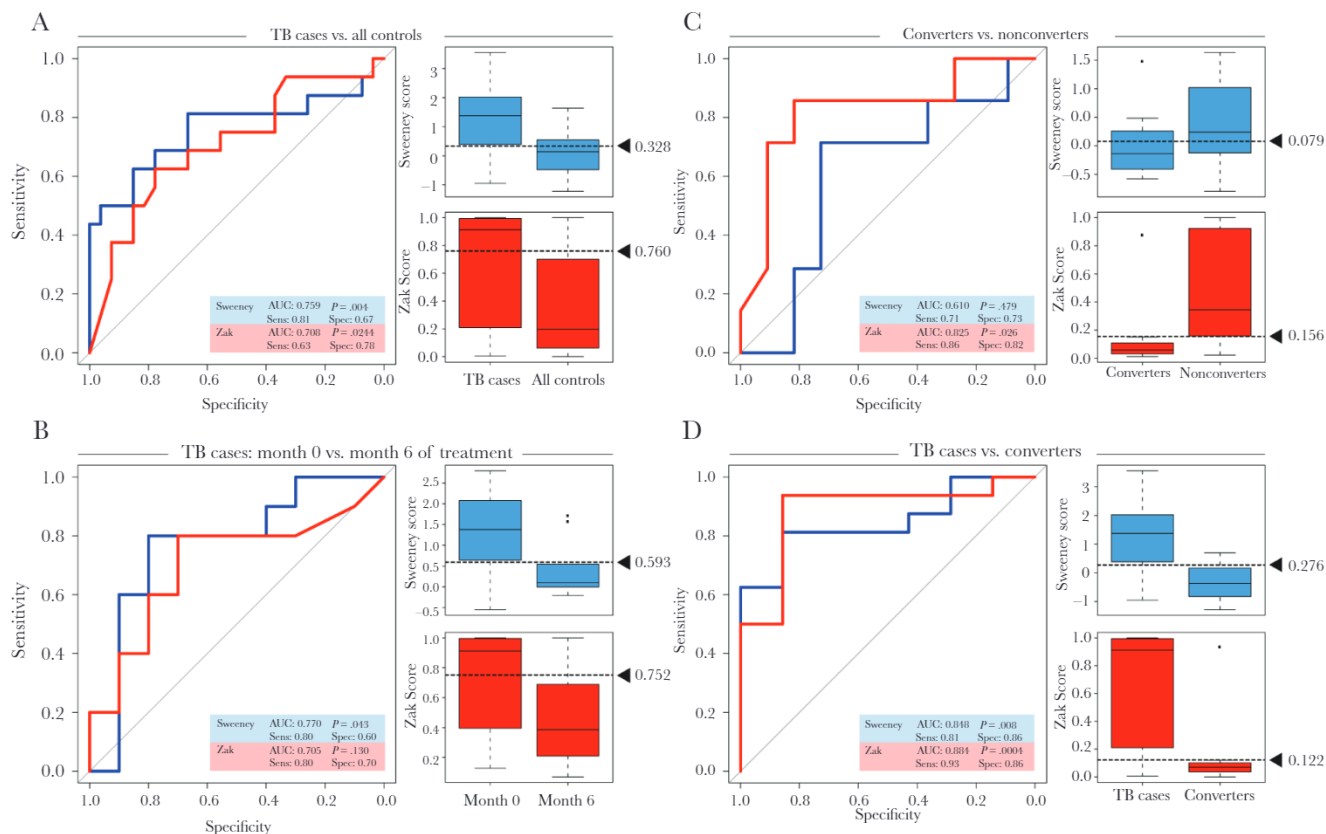 A
TB cases vs. all controls
1.0
0.8
0.6
0.4
0.2
0.0
Sensitivity
1.0 0.8 0.6 0.4 0.2 0.0
Specificity
Sweeney AUC: 0.759 P = .004
Sens: 0.81 Spec: 0.67
Zak AUC: 0.708 P = .0244
Sens: 0.63 Spec: 0.78
Sweeney score
3
2
1
0
−1
0.328
Zak Score
1.0
0.8
0.6
0.4
0.2
0.0
0.760
TB cases All controls
C
Converters vs. nonconverters
1.0
0.8
0.6
0.4
0.2
0.0
Sensitivity
1.0 0.8 0.6 0.4 0.2 0.0
Specificity
Sweeney AUC: 0.610 P = .479
Sens: 0.71 Spec: 0.73
Zak AUC: 0.825 P = .026
Sens: 0.86 Spec: 0.82
Sweeney score
1.5
1.0
0.0
0.0
−0.5
0.079
Zak Score
1.0
0.8
0.6
0.4
0.2
0.0
0.156
Converters Nonconverters
B
TB cases: month 0 vs. month 6 of treatment
1.0
0.8
0.6
0.4
0.2
0.0
Sensitivity
1.0 0.8 0.6 0.4 0.2 0.0
Specificity
Sweeney AUC: 0.770 P = .043
Sens: 0.80 Spec: 0.60
Zak AUC: 0.705 P = .130
Sens: 0.80 Spec: 0.70
Sweeney score
2.5
2.0
1.5
1.0
0.5
0.0
−0.5
0.593
Zak Score
1.0
0.8
0.6
0.4
0.2
0.752
Month 0 Month 6
D
TB cases vs. converters
1.0
0.8
0.6
0.4
0.2
0.0
Sensitivity
1.0 0.8 0.6 0.4 0.2 0.0
Specificity
Sweeney AUC: 0.848 P = .008
Sens: 0.81 Spec: 0.86
Zak AUC: 0.884 P = .0004
Sens: 0.93 Spec: 0.86
Sweeney score
3
2
1
0
−1
0.276
Zak Score
1.0
0.8
0.6
0.4
0.2
0.0
0.122
TB cases Converters